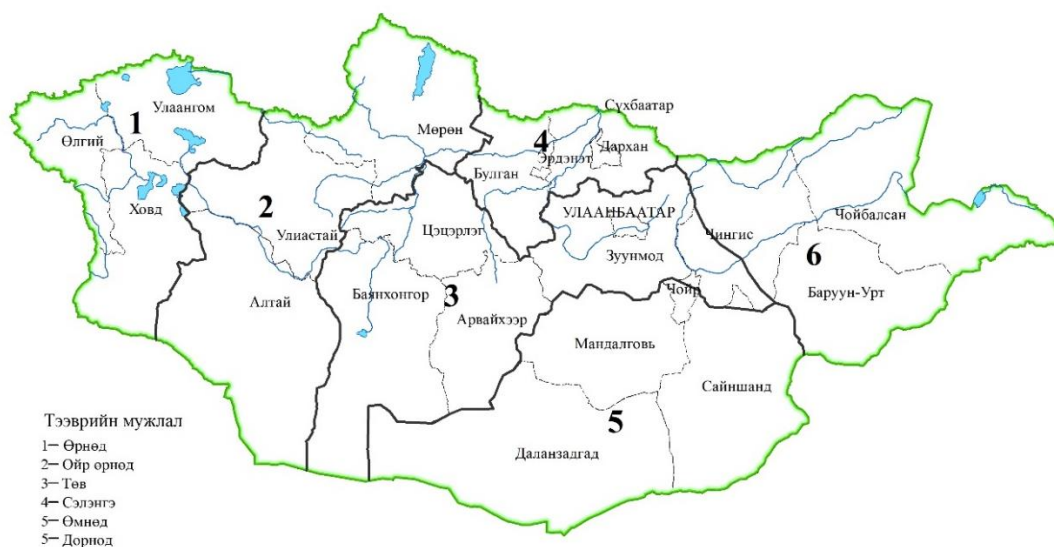 Сүхбаатар
Улаангом
1
Өлгий
Мөрөн
4
Эрдэнэт
Дархан
Булган
Ховд
2
Улиастай
Цэцэрлэг
УЛААНБААТАР
Зуунмод
Чингис
Чойбалсан
6
Баруун-Урт
Чойр
Баянхонгор
3
Алтай
Арвайхээр
Мандалговь
Сайншанд
5
Даланзадгад
Тээврийн мужлал
1– Өрнөд
2– Ойр өрнөд
3– Төв
4– Сэлэнгэ
5– Өмнөд
5– Дорнод